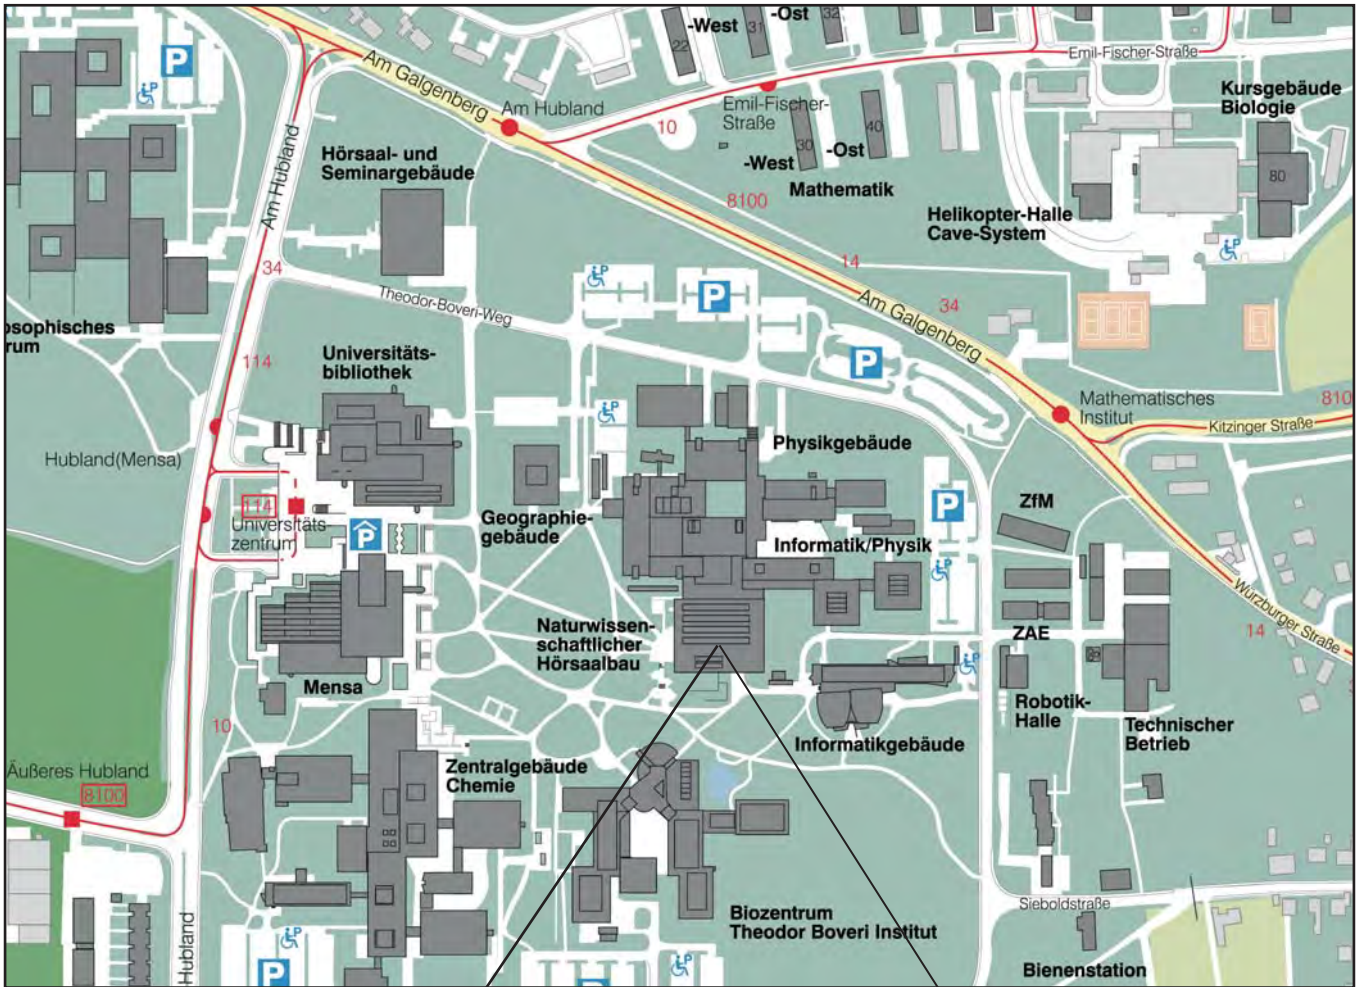 -West
-Ost
22
31
32
P
P
Am Galgenberg
Am Hubland
10
Emil-Fischer-
Straße
Emil-Fischer-Straße
Kursgebäude
Biologie
30
40
80
-West
-Ost
Mathematik
8100
Am Hubland
Hörsaal- und
Seminargebäude
Helikopter-Halle
Cave-System
P
34
14
34
Theodor-Boveri-Weg
P
P
Am Galgenberg
P
osophisches
rum
114
Universitäts-
bibliothek
P
Mathematisches
Institut
810
Kitzinger Straße
Physikgebäude
Hubland(Mensa)
114
Universitäts-
zentrum
P
Geographie-
gebäude
P
ZfM
Informatik/Physik
P
Würzburger Straße
14
Naturwissen-
schaftlicher
Hörsaalbau
ZAE
P
Mensa
Robotik-
Halle
Technischer
Betrieb
10
Informatikgebäude
Äußeres Hubland
8100
Zentralgebäude
Chemie
Sieboldstraße
Biozentrum
Theodor Boveri Institut
Hubland
P
P
P
P
Bienenstation